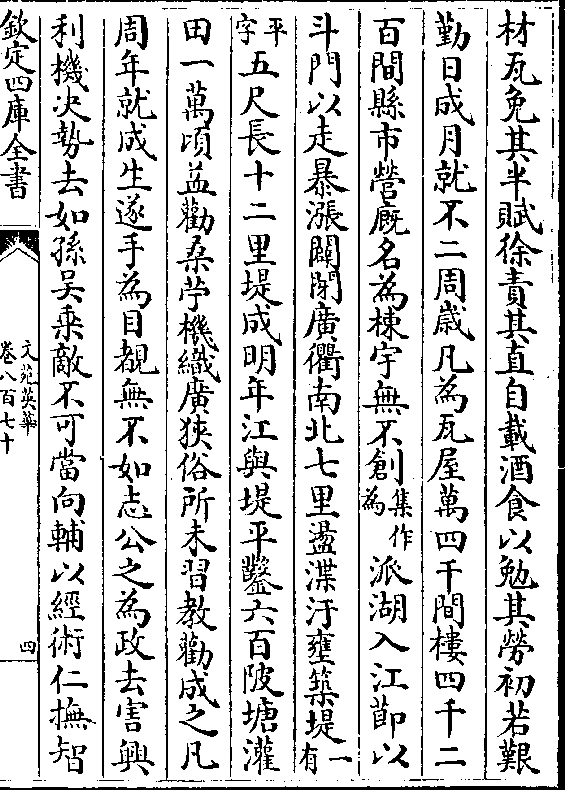 材瓦免其半賦徐責其直自載酒食以勉其勞初若艱
勤日成月就不二周歳凡為瓦屋萬四千間樓四千二
百間縣市營廐名為棟宇無不創集作為派湖入江節以
斗門以走暴漲闢開廣衢南北七里盪渫汙壅築堤一有
平字五尺長十二里堤成明年江與堤平鑿六百陂塘灌
田一萬頃益勸桑苧機織廣狹俗所未習教勸成之凡
周年就成生遂手為目覩無不如志公之為政去害興
利機决勢去如孫吳乗敵不可當向輔以經術仁撫智
欽定四庫全書
文苑英華
卷八百七十
四